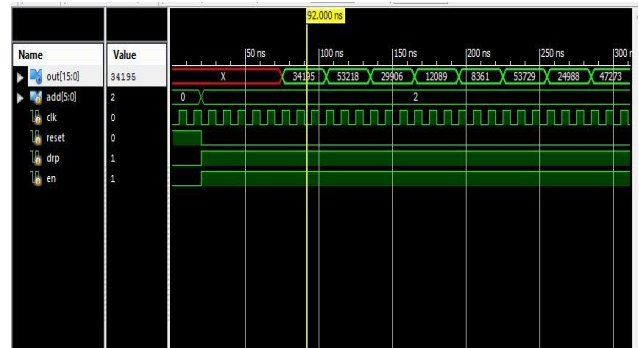 92.000 ns
Name Value 50 ns 100 ns 150 ns 200 ns 250 ns 300 n
out[15:0] 34195 X 34195 53218 29906 12089 8361 53729 24988 47273
add[5:0] 2 0 2
clk 0
reset 0
drp 1
en 1